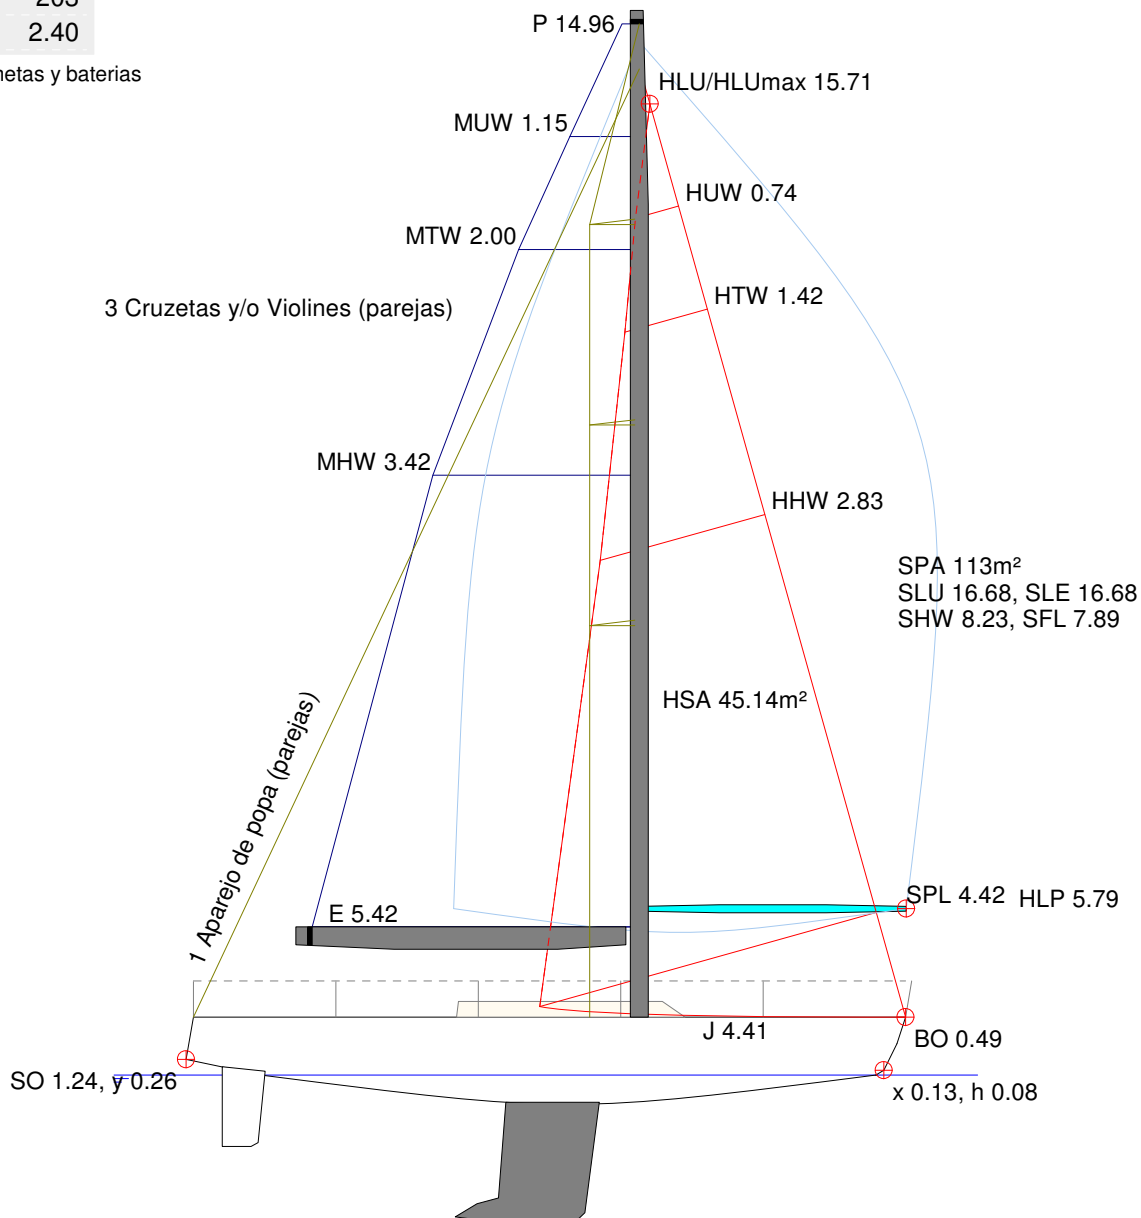 2.40
netas y baterias
P 14.96
HLU/HLUmax 15.71
MUW 1.15
HUW 0.74
MTW 2.00
HTW 1.42
3 Cruzetas y/o Violines (parejas)
MHW 3.42
HHW 2.83
SPA 113m²
SLU 16.68, SLE 16.68
SHW 8.23, SFL 7.89
HSA 45.14m²
1 Aparejo de popa (parejas)
E 5.42
SPL 4.42
HLP 5.79
J 4.41
BO 0.49
SO 1.24, y 0.26
x 0.13, h 0.08